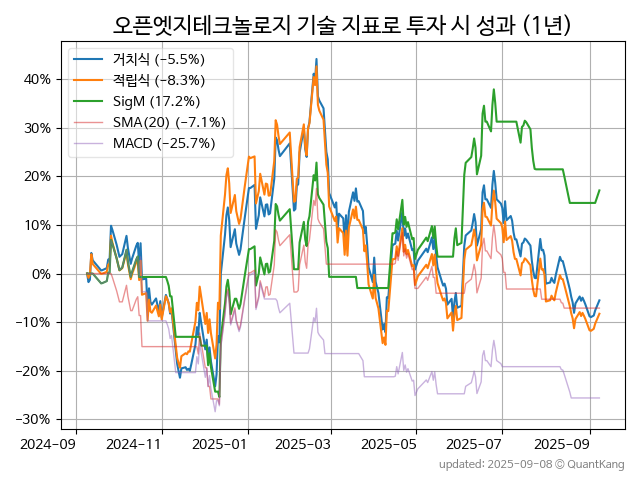 오픈엣지테크놀로지 기술 지표로 투자 시 성과 (1년)
거치식 (−5.5%)
적립식 (−8.3%)
SigM (17.2%)
SMA(20) (−7.1%)
MACD (−25.7%)
40%
30%
20%
10%
0%
−10%
−20%
−30%
2024-09
2024-11
2025-01
2025-03
2025-05
2025-07
2025-09
updated: 2025-09-08 © QuantKang